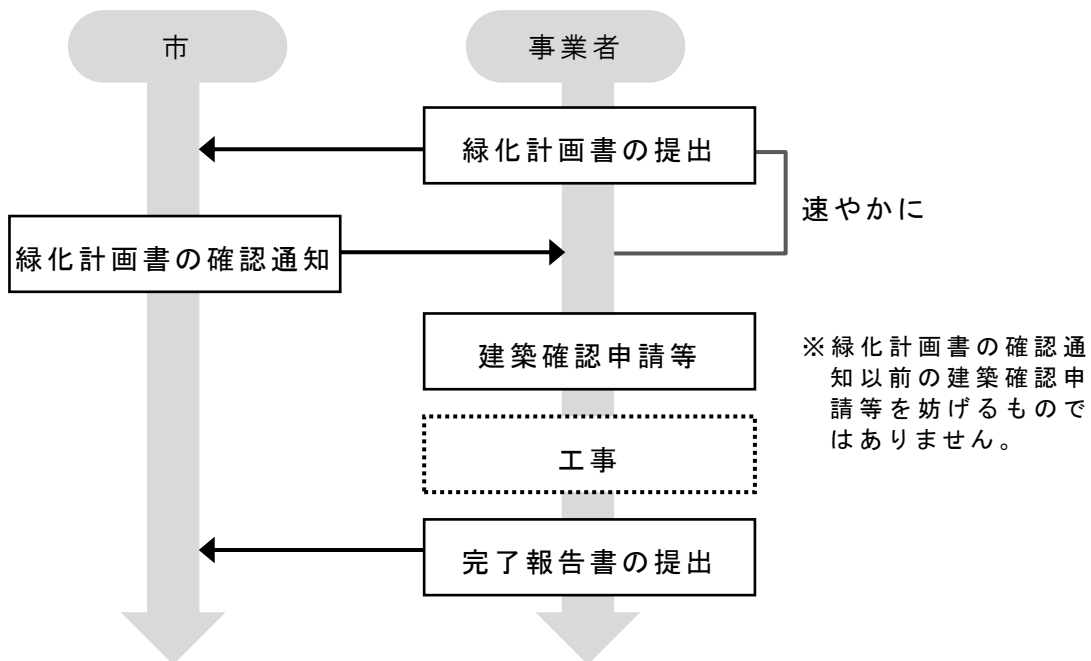 市
事業者
緑化計画書の提出
速やかに
緑化計画書の確認通知
建築確認申請等
※緑化計画書の確認通
知以前の建築確認申
請等を妨げるもので
はありません。
工事
完了報告書の提出